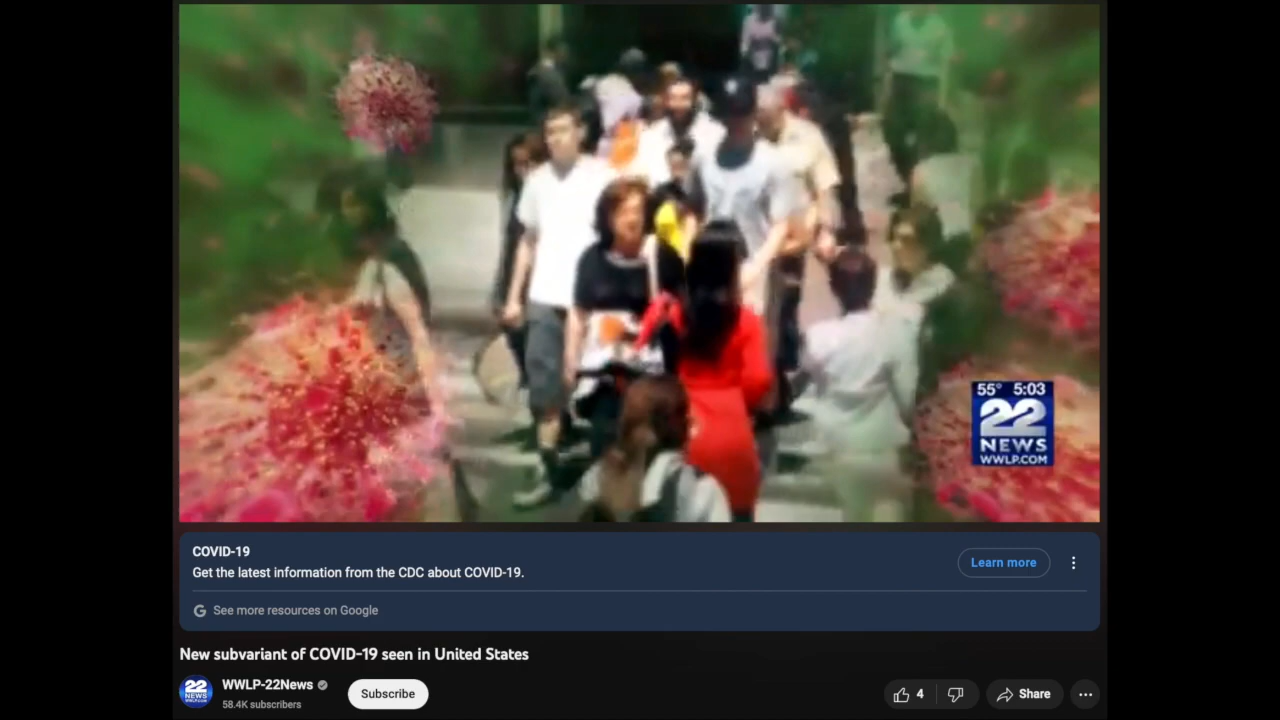 55° 5:03
22
NEWS
WWLP.COM
COVID-19
Learn more
Get the latest information from the CDC about COVID-19.
See more resources on Google
New subvariant of COVID-19 seen in United States
22
NEWS
WWLP-22News
58.4K subscribers
Subscribe
4
Share